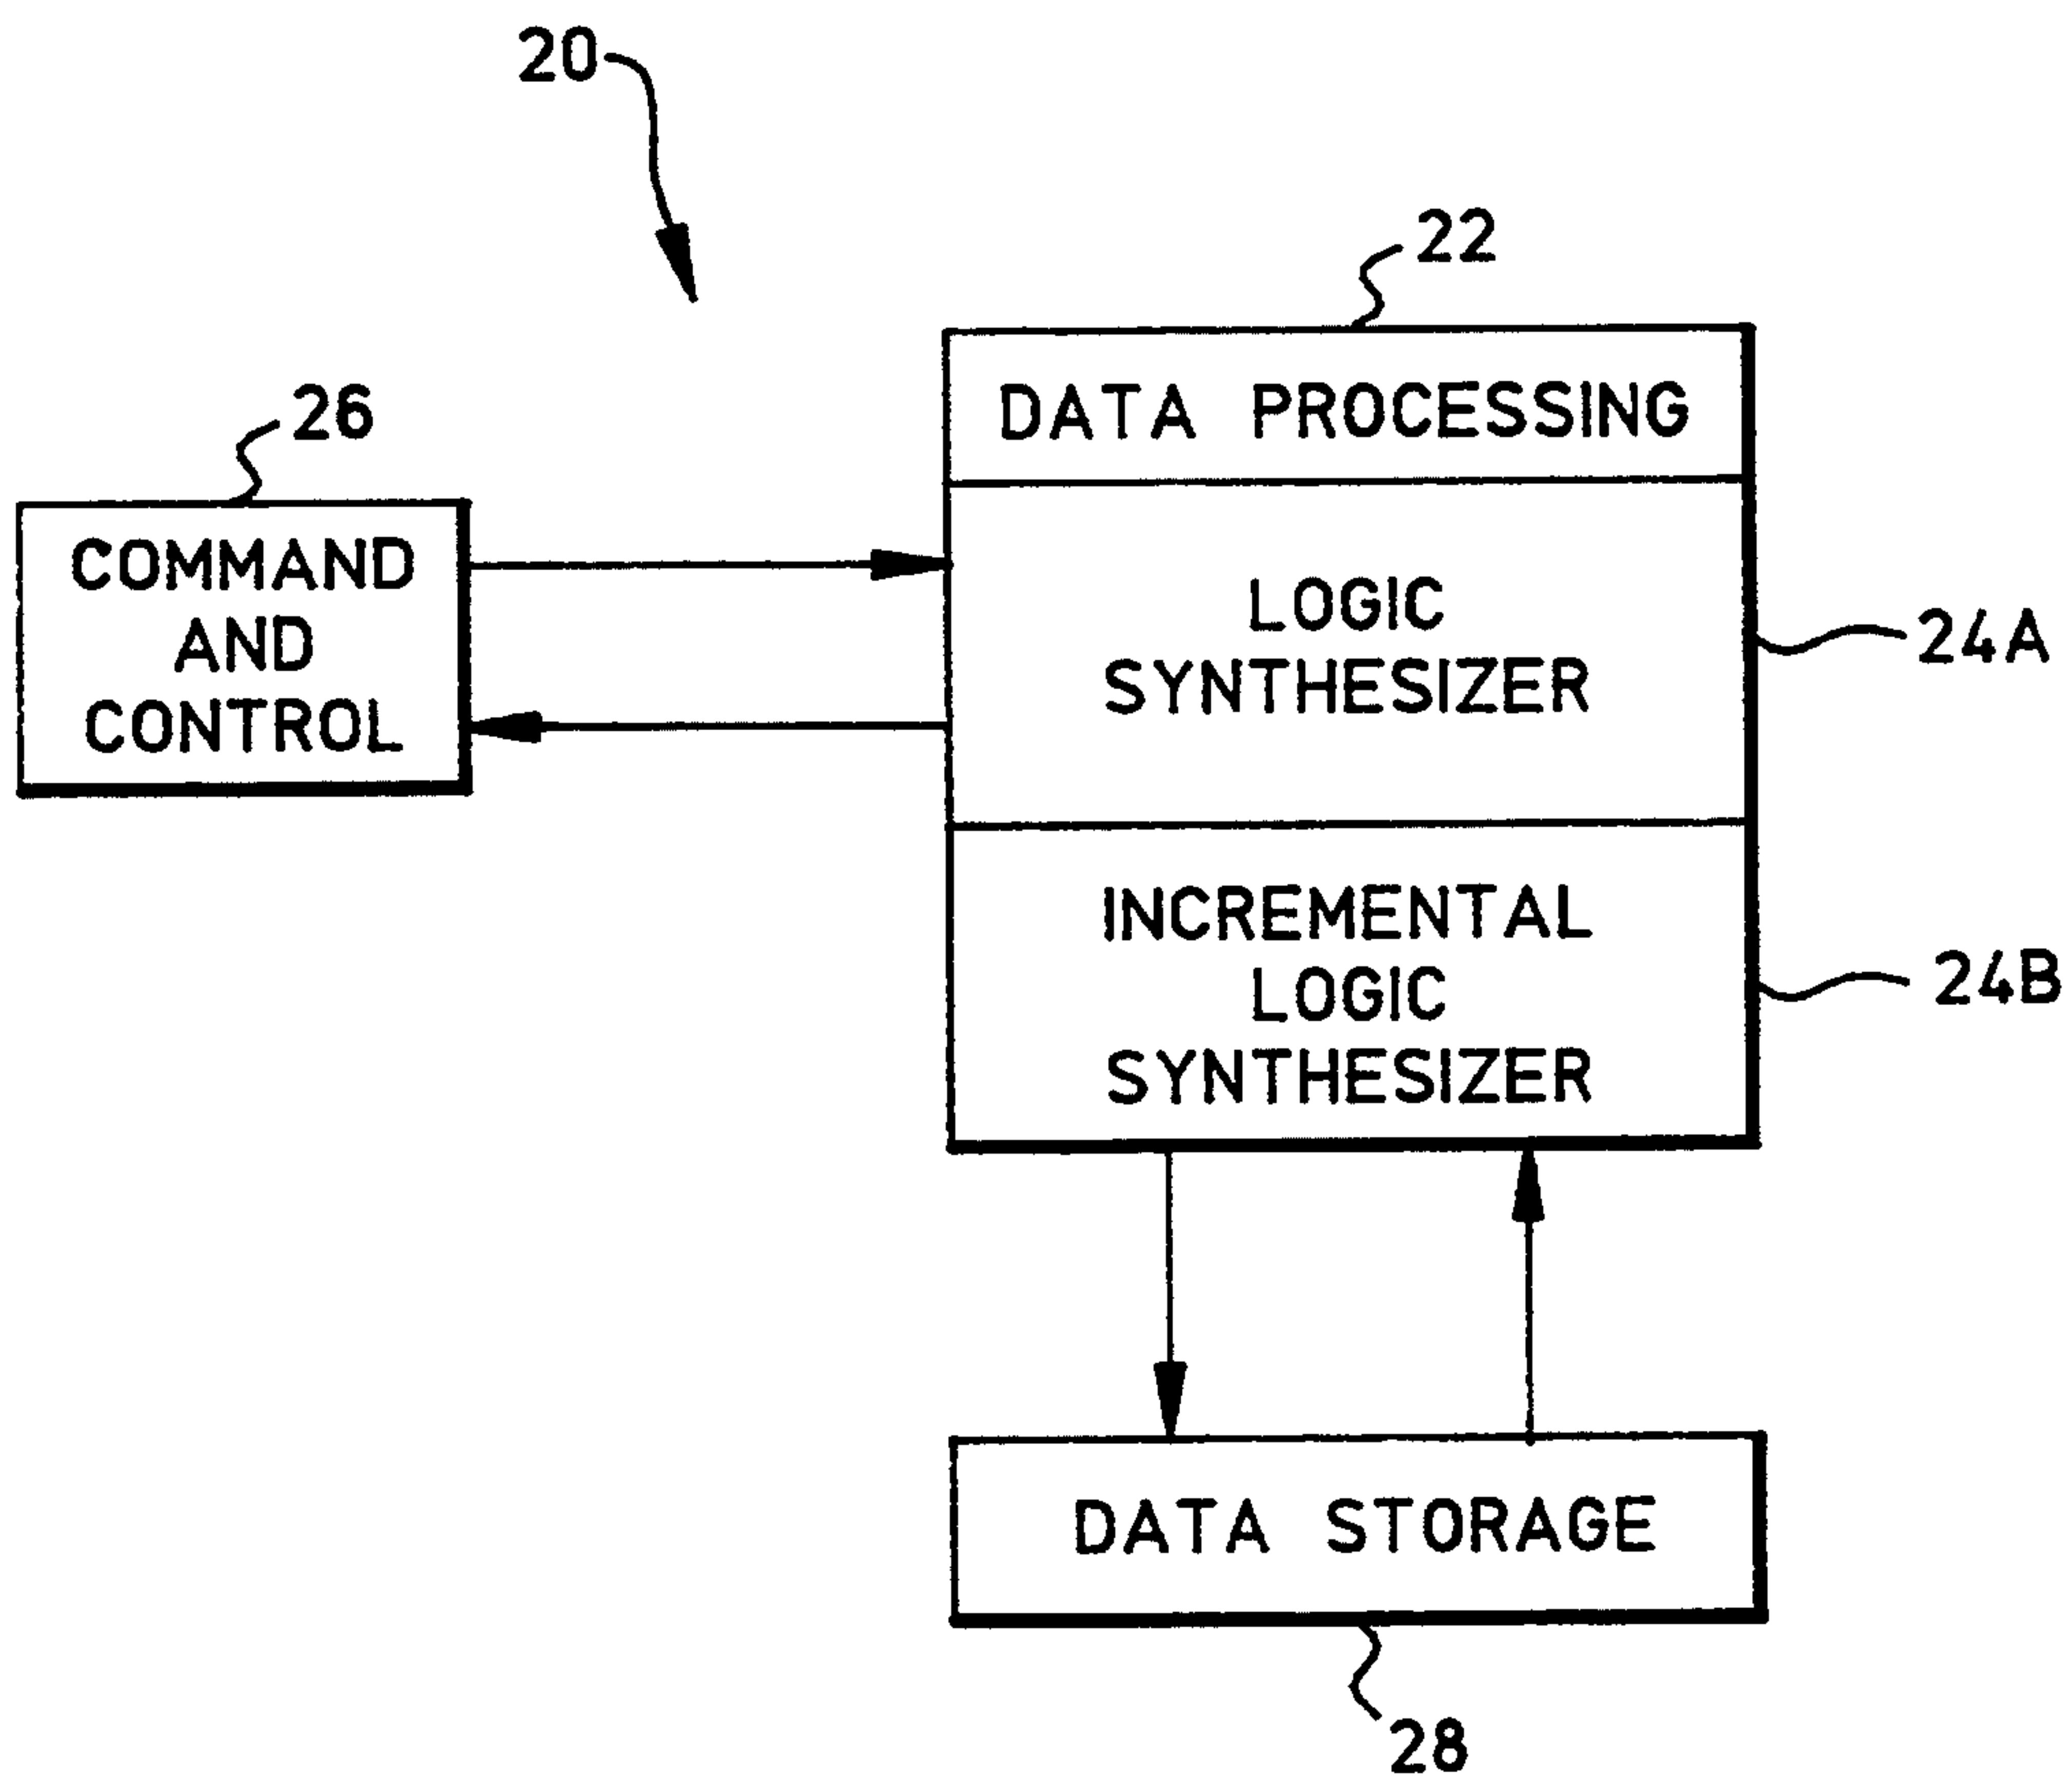 20
22
DATA PROCESSING
26
COMMAND
AND
CONTROL
LOGIC
SYNTHESIZER
24A
INCREMENTAL
LOGIC
SYNTHESIZER
24B
DATA STORAGE
28